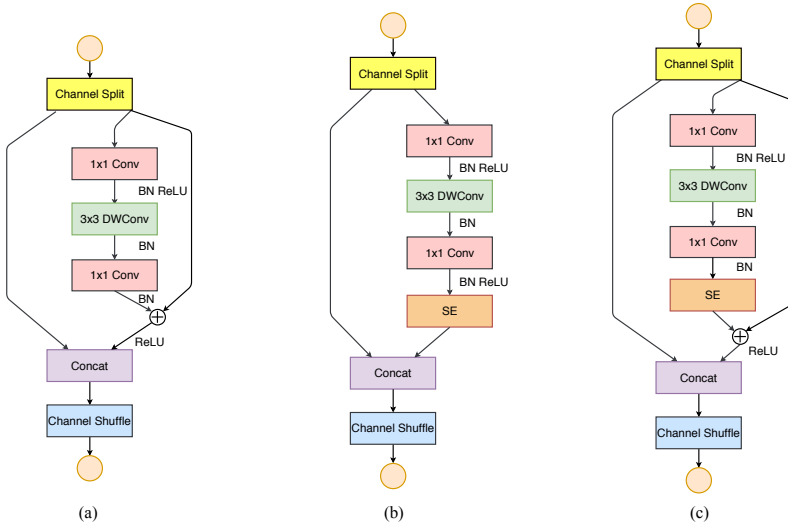 Channel Split
1x1 Conv
BN ReLU
3x3 DWConv
BN
1x1 Conv
BN
ReLU
Concat
Channel Shuffle
(a)
Channel Split
1x1 Conv
BN ReLU
3x3 DWConv
BN
1x1 Conv
BN ReLU
SE
Concat
Channel Shuffle
(b)
Channel Split
1x1 Conv
BN ReLU
3x3 DWConv
BN
1x1 Conv
BN
SE
ReLU
Concat
Channel Shuffle
(c)